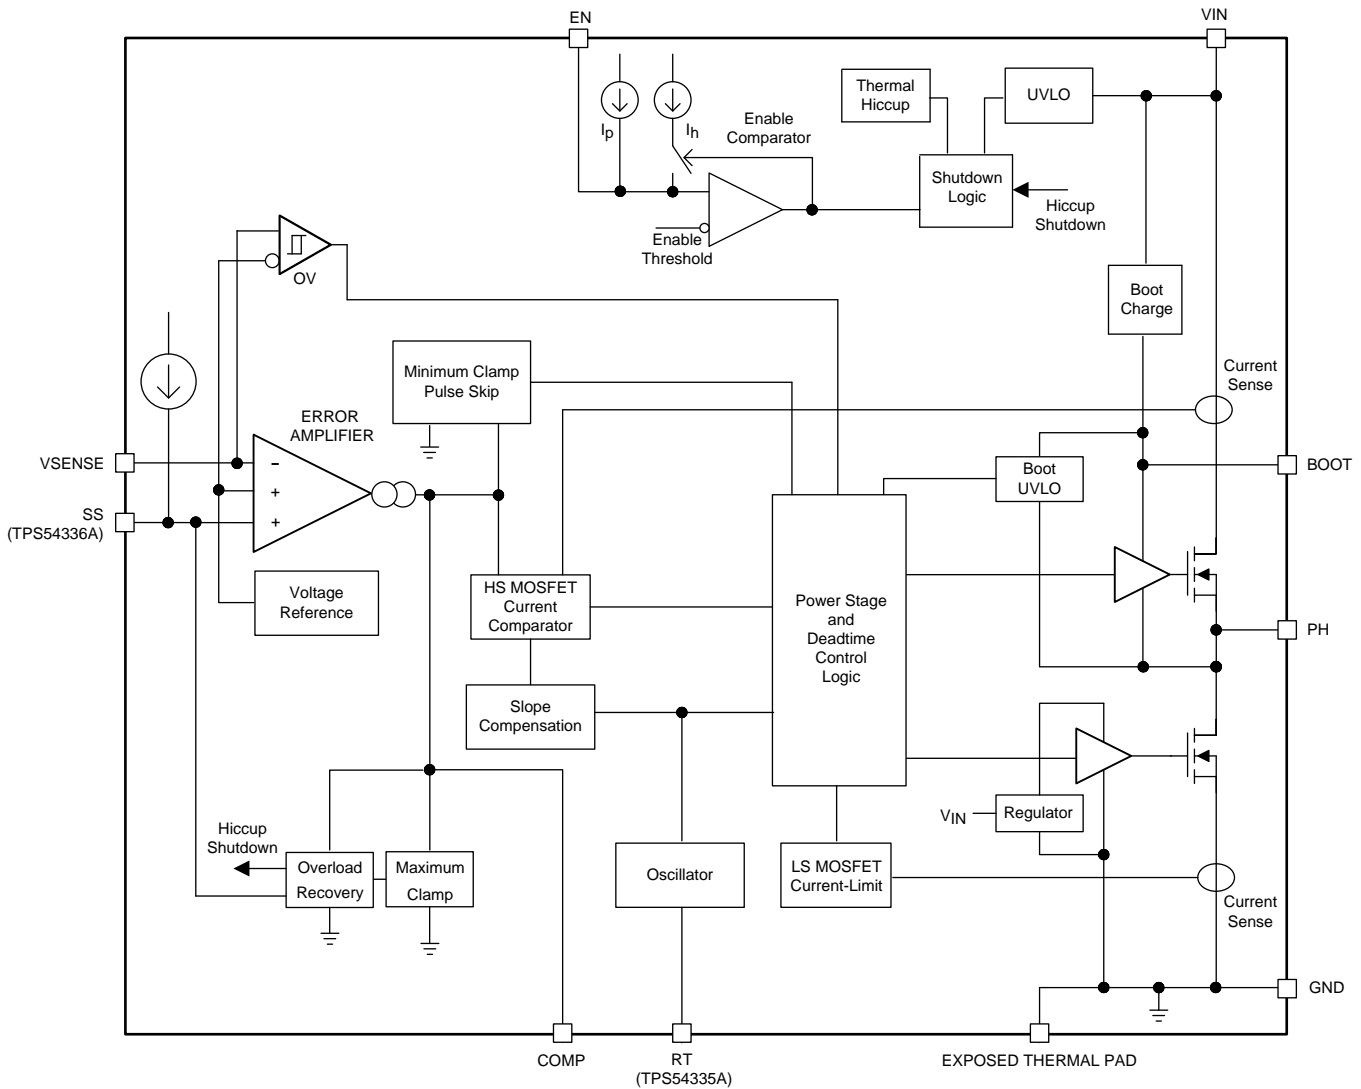 EN
VIN
Thermal
Hiccup
UVLO
Ip
Ih
Enable
Comparator
Shutdown
Logic
Hiccup
Shutdown
Enable
Threshold
OV
Boot
Charge
Current
Sense
Minimum Clamp
Pulse Skip
ERROR
AMPLIFIER
VSENSE
−
+
+
SS
(TPS54336A)
Boot
UVLO
BOOT
Voltage
Reference
HS MOSFET
Current
Comparator
Power Stage
and
Deadtime
Control
Logic
PH
Slope
Compensation
VIN
Regulator
Hiccup
Shutdown
Overload
Recovery
Maximum
Clamp
Oscillator
LS MOSFET
Current-Limit
Current
Sense
GND
COMP
RT
(TPS54335A)
EXPOSED THERMAL PAD